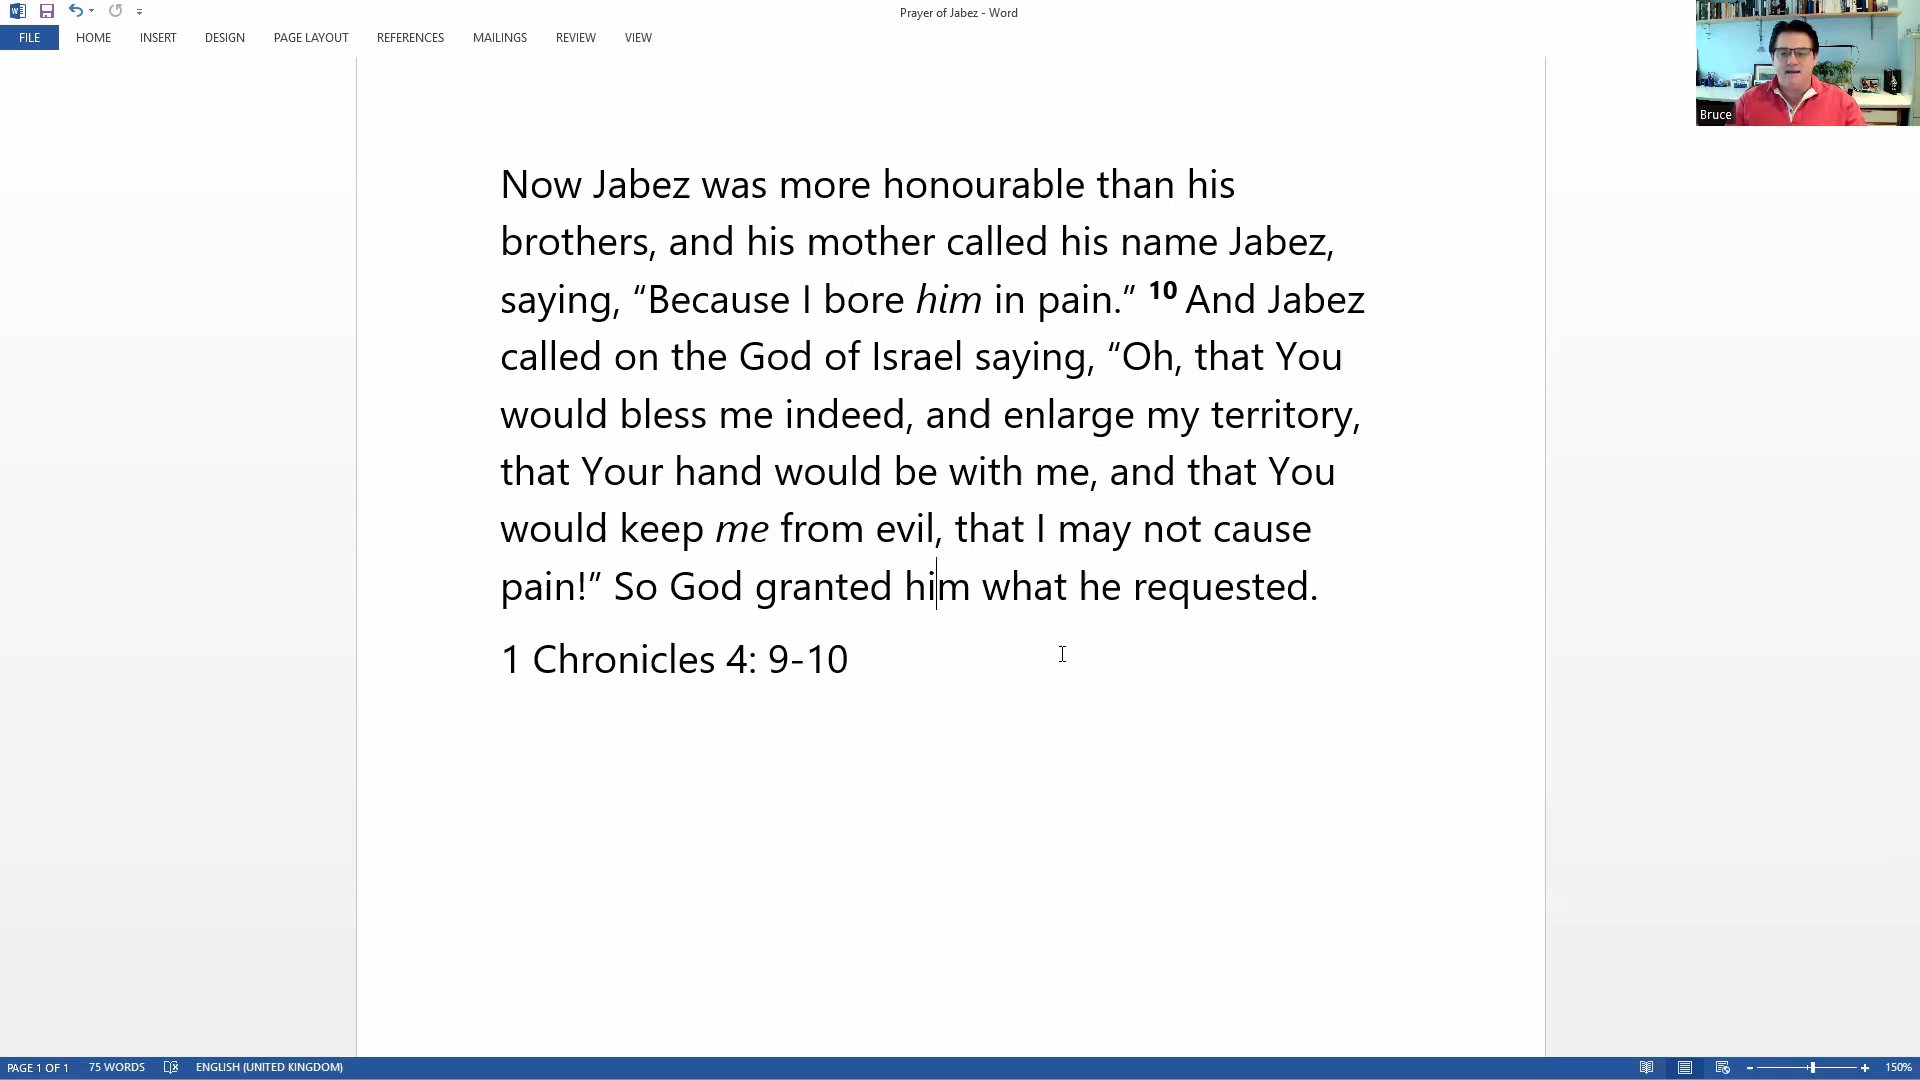 Prayer of Jabez - Word
FILE HOME INSERT DESIGN PAGE LAYOUT REFERENCES MAILINGS REVIEW VIEW
Bruce
Now Jabez was more honourable than his
brothers, and his mother called his name Jabez,
saying, “Because I bore him in pain.” 10 And Jabez
called on the God of Israel saying, “Oh, that You
would bless me indeed, and enlarge my territory,
that Your hand would be with me, and that You
would keep me from evil, that I may not cause
pain!” So God granted him what he requested.
1 Chronicles 4: 9-10
PAGE 1 OF 1 75 WORDS ENGLISH (UNITED KINGDOM) 150%